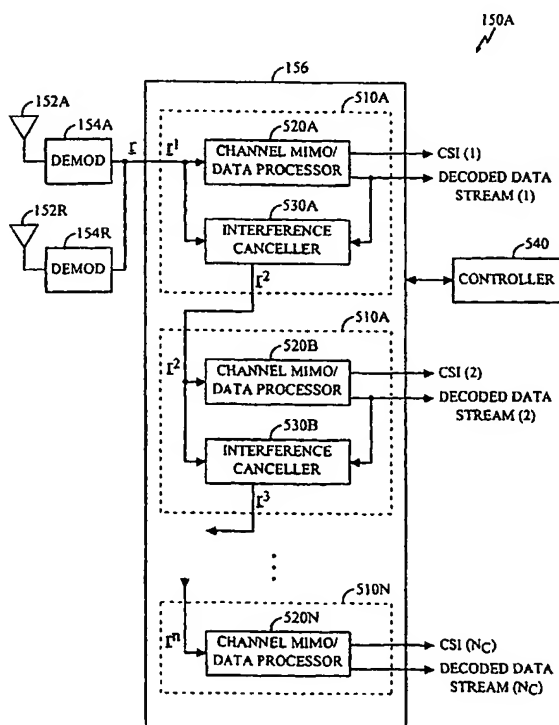 150A
156
510A
152A
154A
DEMOD
r
r¹
520A
CHANNEL MIMO/
DATA PROCESSOR
CSI (1)
DECODED DATA
STREAM (1)
152R
154R
DEMOD
530A
INTERFERENCE
CANCELLER
r²
540
CONTROLLER
510A
r²
520B
CHANNEL MIMO/
DATA PROCESSOR
CSI (2)
DECODED DATA
STREAM (2)
530B
INTERFERENCE
CANCELLER
r³
510N
rⁿ
520N
CHANNEL MIMO/
DATA PROCESSOR
CSI (NC)
DECODED DATA
STREAM (NC)